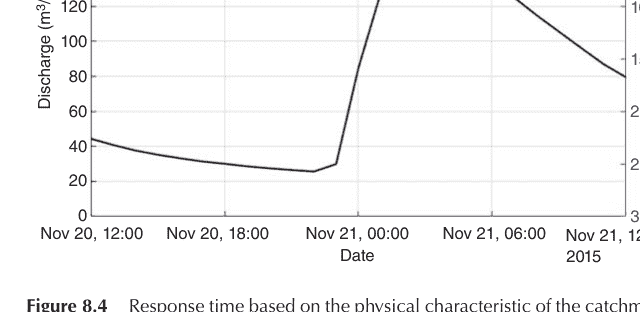 Discharge (m³/
120
100
80
60
40
20
0
Nov 20, 12:00 Nov 20, 18:00 Nov 21, 00:00 Nov 21, 06:00 Nov 21, 12
Date
2015
Figure 8.4 Response time based on the physical characteristic of the catchm